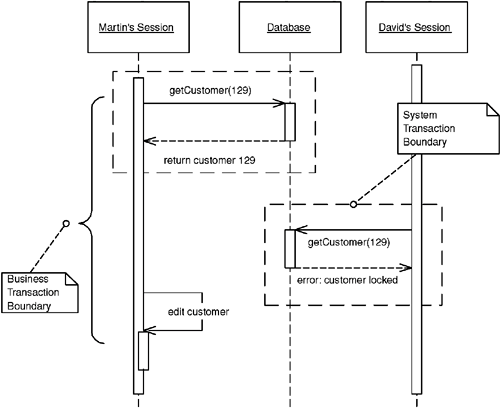 Martin's Session
Database
David's Session
getCustomer(129)
return customer 129
System
Transaction
Boundary
getCustomer(129)
error: customer locked
Business
Transaction
Boundary
edit customer